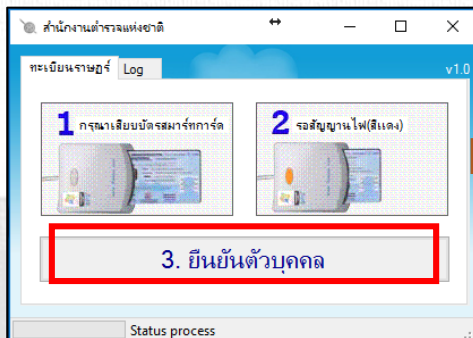 สำนักงานตำรวจแห่งชาติ
ทะเบียนราษฎร์ Log v1.0
1 กรุณาเสียบบัตรสมาร์ทการ์ด
2 รอสัญญานไฟ(สีแดง)
3. ยืนยันตัวบุคคล
Status process